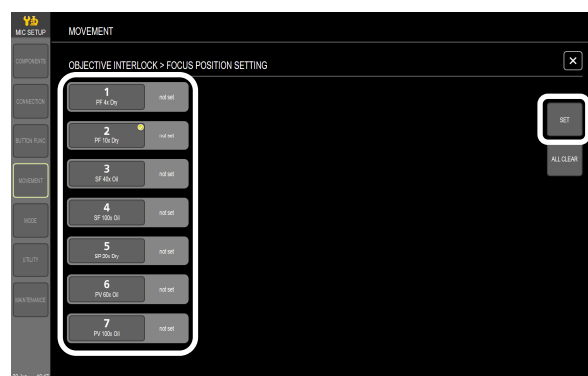 MIC SETUP
MOVEMENT
COMPONENTS
OBJECTIVE INTERLOCK > FOCUS POSITION SETTING
CONNECTION
BUTTON FUNC
MOVEMENT
MODE
UTILITY
MAINTENANCE
1
PF 4x Dry
not set
2
PF 10x Dry
not set
3
SF 40x Oil
not set
4
SF 100x Oil
not set
5
SP 20x Dry
not set
6
PV 60x Oil
not set
7
PV 100x Oil
not set
SET
ALL CLEAR